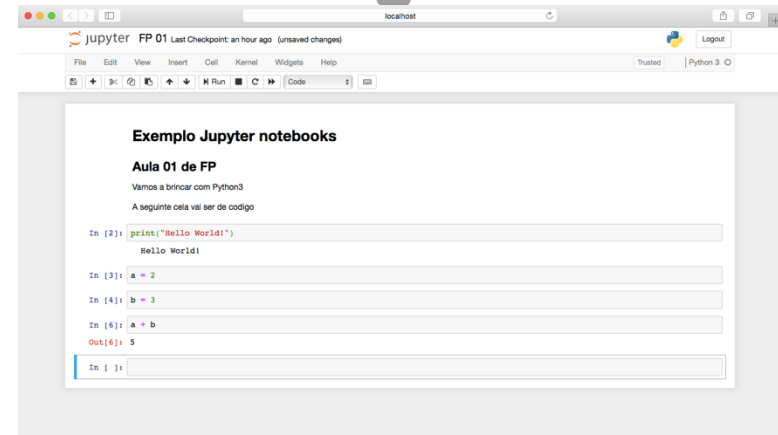 localhost
jupyter FP 01 Last Checkpoint: an hour ago (unsaved changes)
Logout
File Edit View Insert Cell Kernel Widgets Help
Trusted
Python 3
Run
Code
Exemplo Jupyter notebooks
Aula 01 de FP
Vamos a brincar com Python3
A seguinte cela vai ser de codigo
In [2]: print("Hello World!")
Hello World!
In [3]: a = 2
In [4]: b = 3
In [6]: a + b
Out[6]: 5
In [ ]: